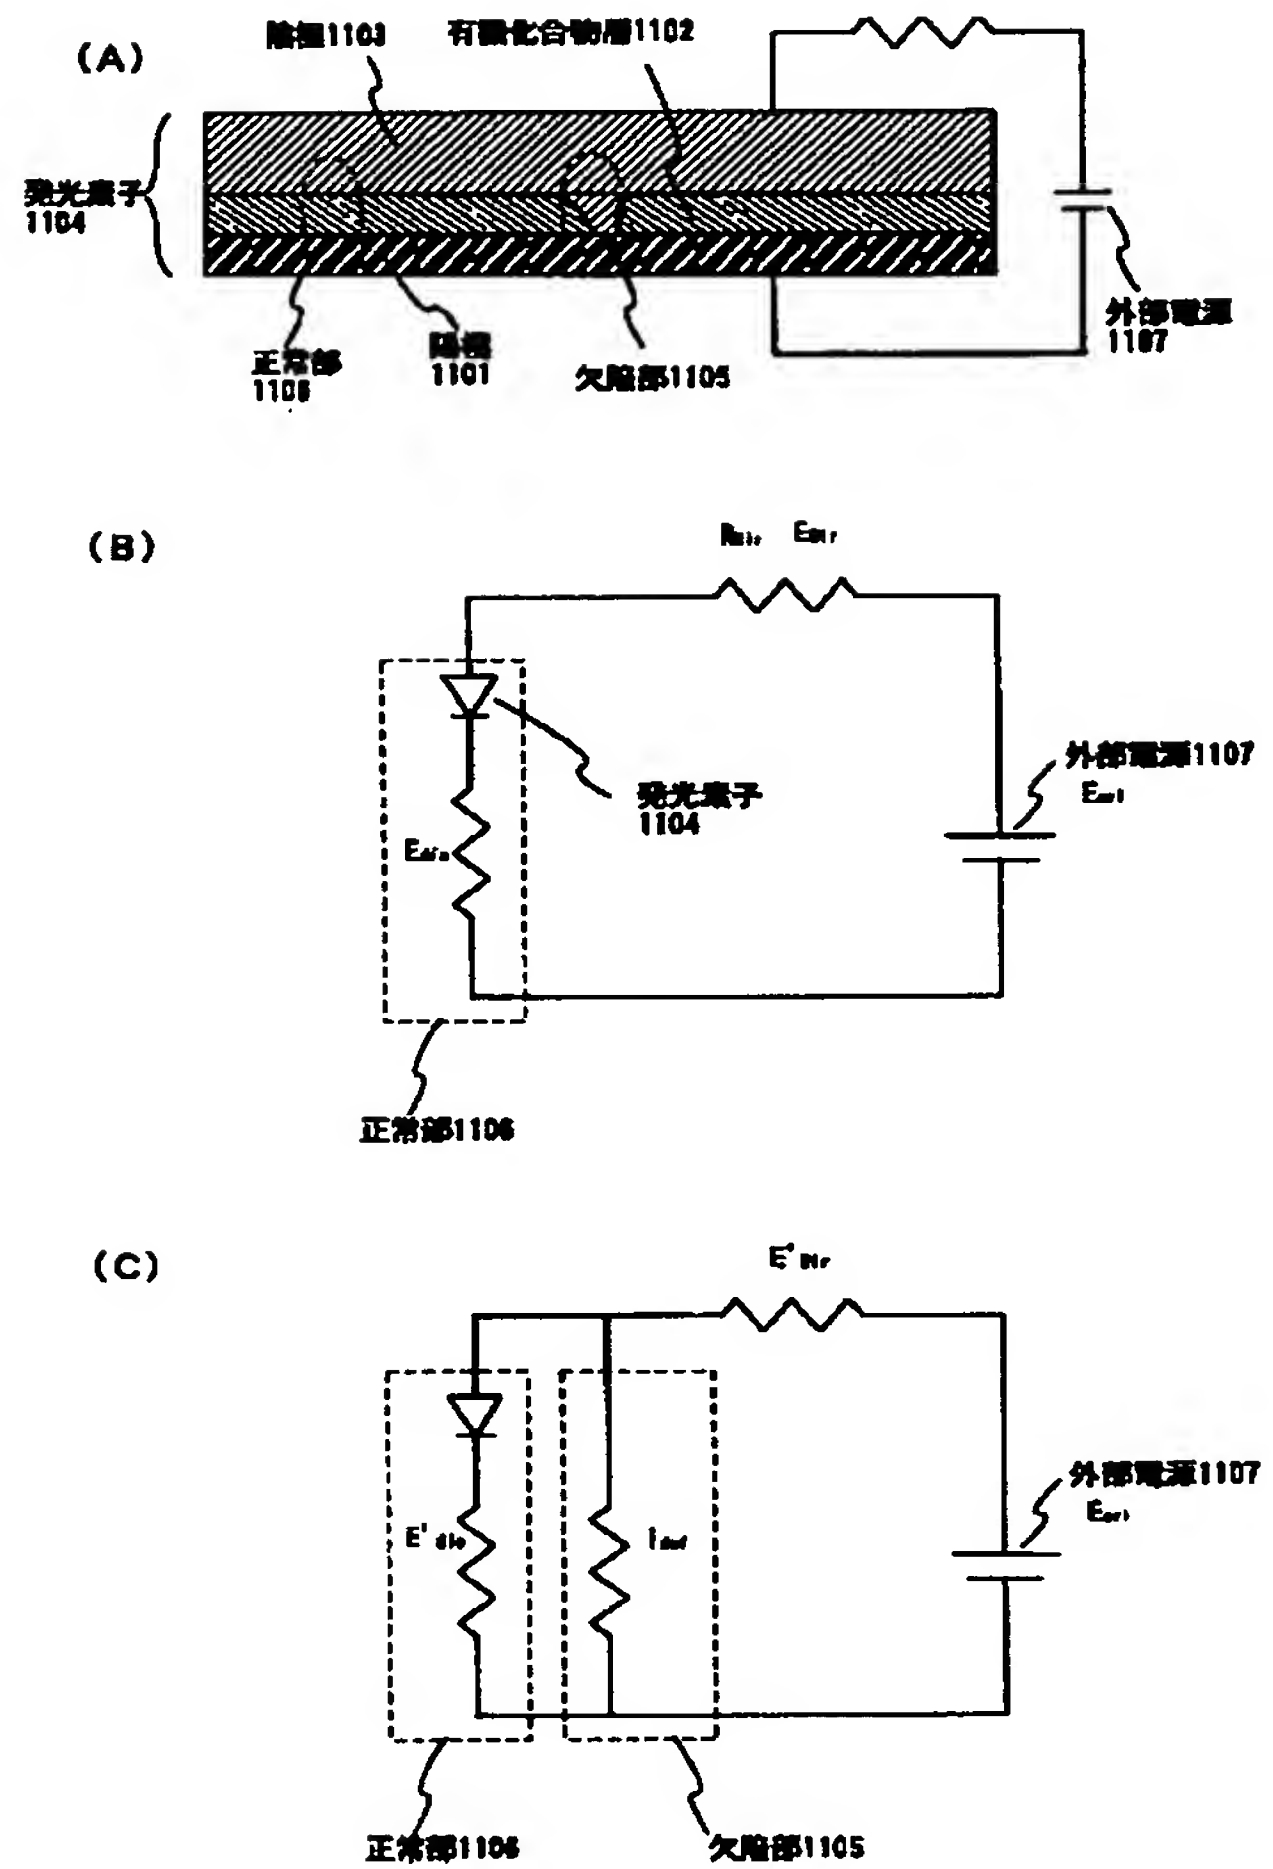 (A)
陰極1103
有機化合物層1102
発光素子
1104
外部電源
1107
正常部
1106
陽極
1101
欠陥部1105
(B)
外部電源1107
発光素子
1104
正常部1106
(C)
外部電源1107
正常部1106
欠陥部1105